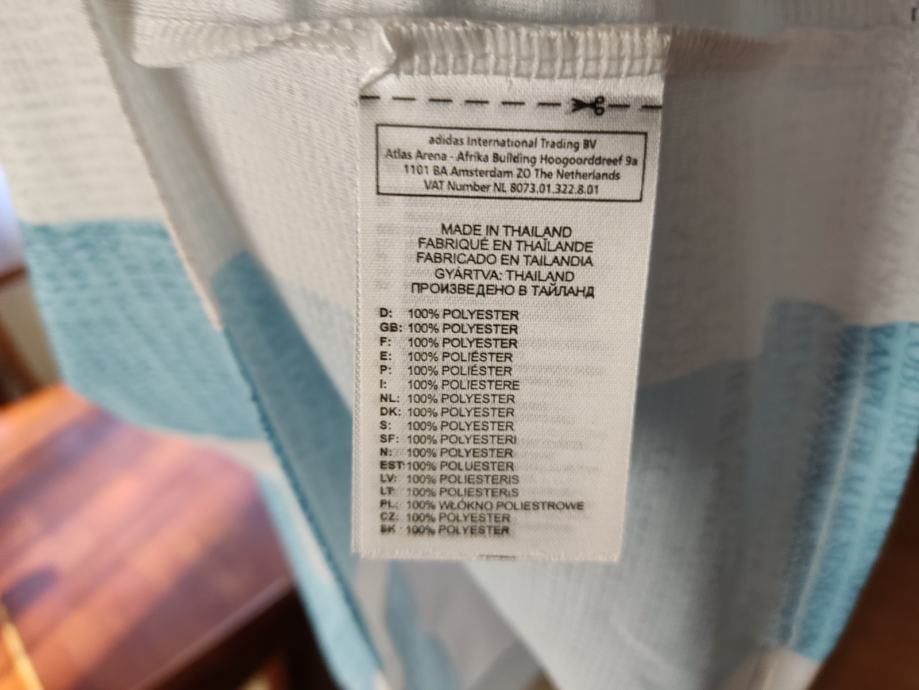 adidas International Trading BV
Atlas Arena - Afrika Building Hoogoorddreef 9a
1101 BA Amsterdam ZO The Netherlands
VAT Number NL 8073.01.322.8.01
MADE IN THAILAND
FABRIQUÉ EN THAÏLANDE
FABRICADO EN TAILANDIA
GYÁRTVA: THAILAND
ПРОИЗВЕДЕНО В ТАЙЛАНД
D: 100% POLYESTER
GB: 100% POLYESTER
F: 100% POLYESTER
E: 100% POLIÉSTER
P: 100% POLIÉSTER
I: 100% POLIESTERE
NL: 100% POLYESTER
DK: 100% POLYESTER
S: 100% POLYESTER
SF: 100% POLYESTERI
N: 100% POLYESTER
EST: 100% POLUESTER
LV: 100% POLIESTERIS
LT: 100% POLIESTERIS
PL: 100% WŁÓKNO POLIESTROWE
CZ: 100% POLYESTER
SK: 100% POLYESTER